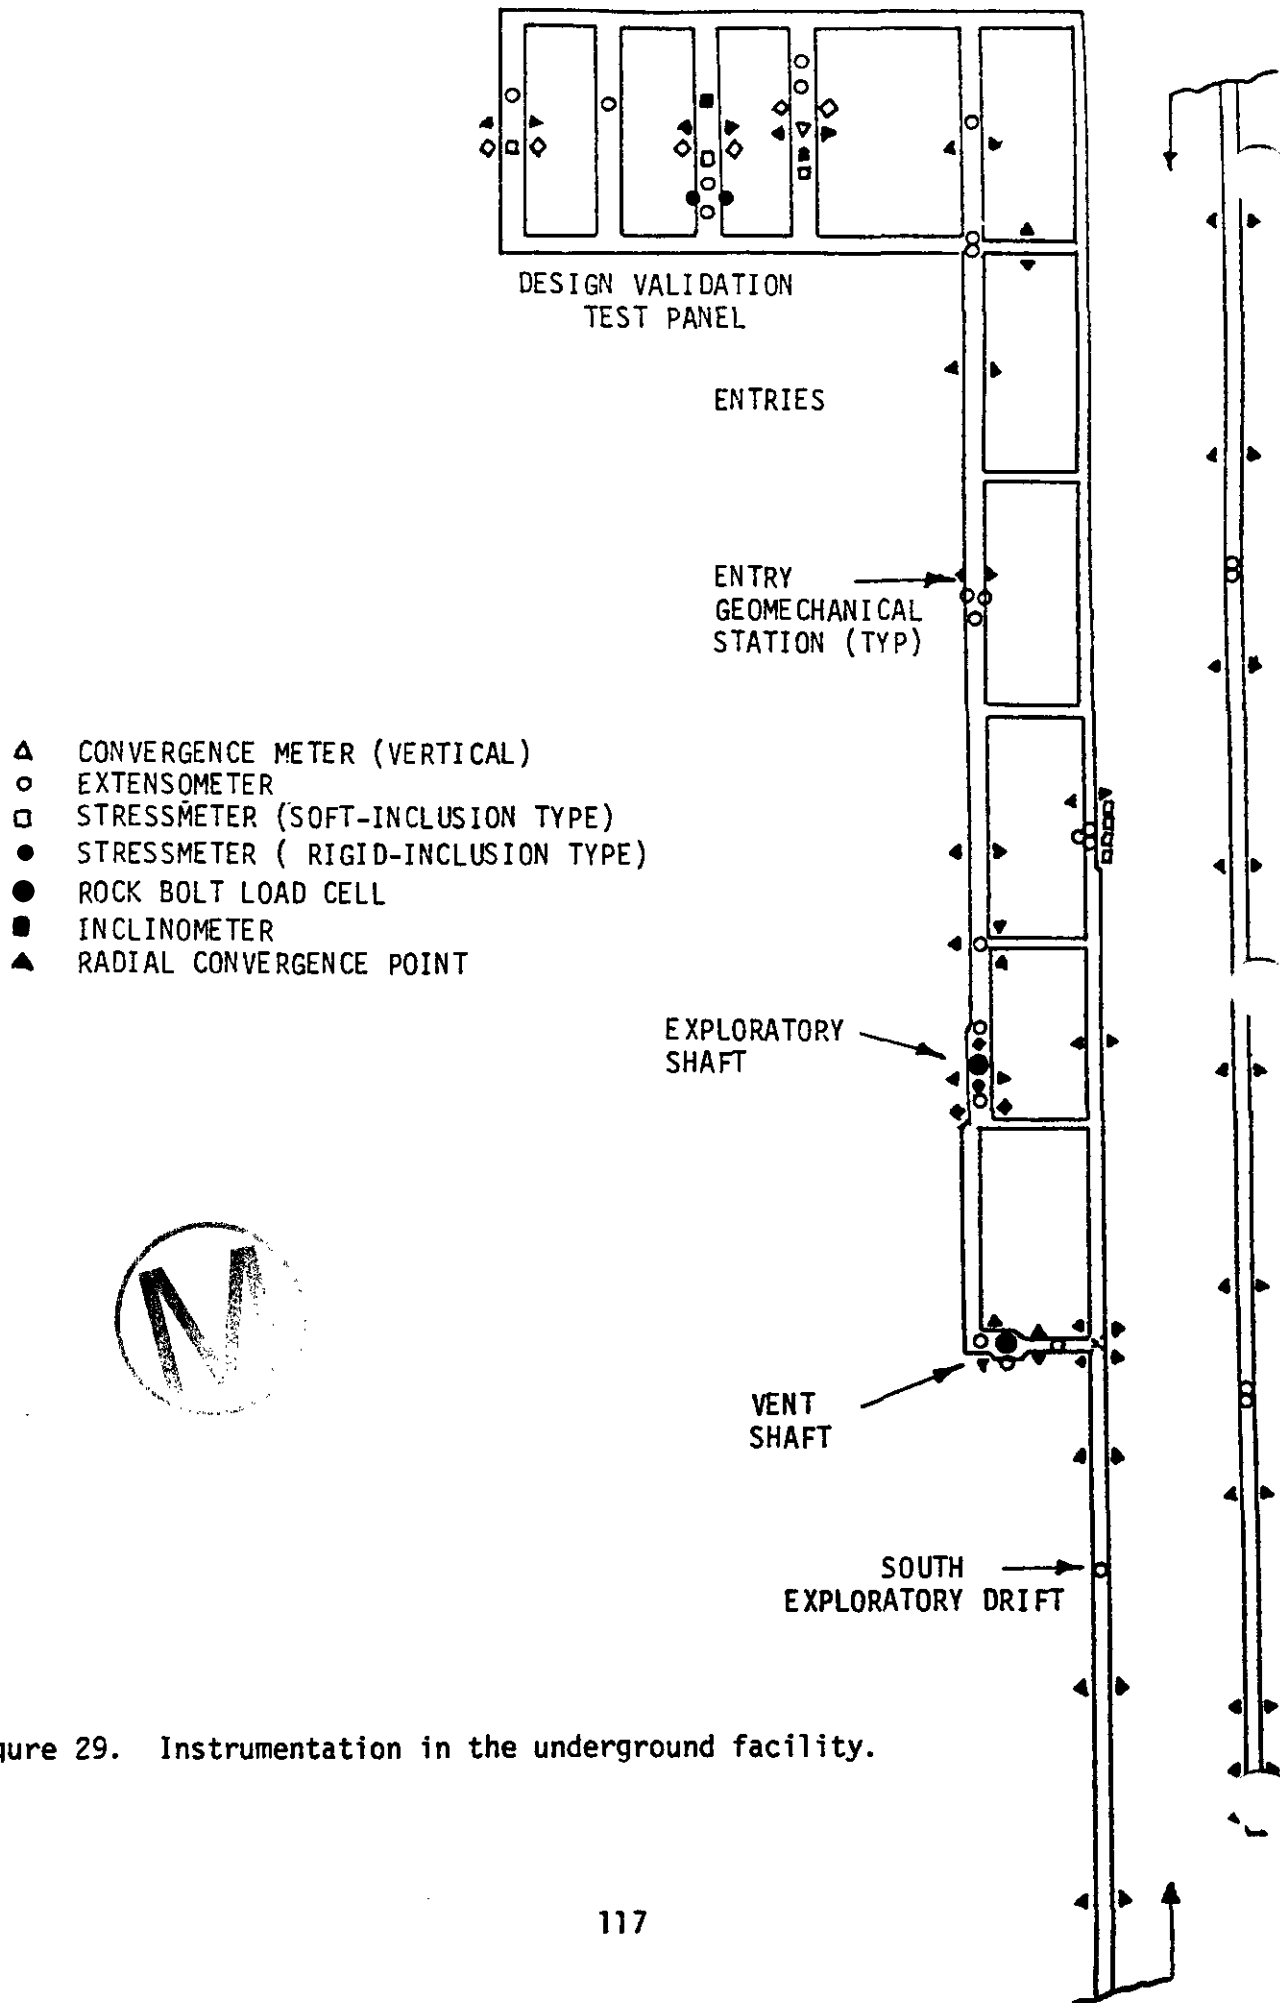 DESIGN VALIDATION
TEST PANEL
ENTRIES
ENTRY
GEOMECHANICAL
STATION (TYP)
CONVERGENCE METER (VERTICAL)
EXTENSOMETER
STRESSMETER (SOFT-INCLUSION TYPE)
STRESSMETER ( RIGID-INCLUSION TYPE)
ROCK BOLT LOAD CELL
INCLINOMETER
RADIAL CONVERGENCE POINT
EXPLORATORY
SHAFT
VENT
SHAFT
SOUTH
EXPLORATORY DRIFT
gure 29. Instrumentation in the underground facility.
117